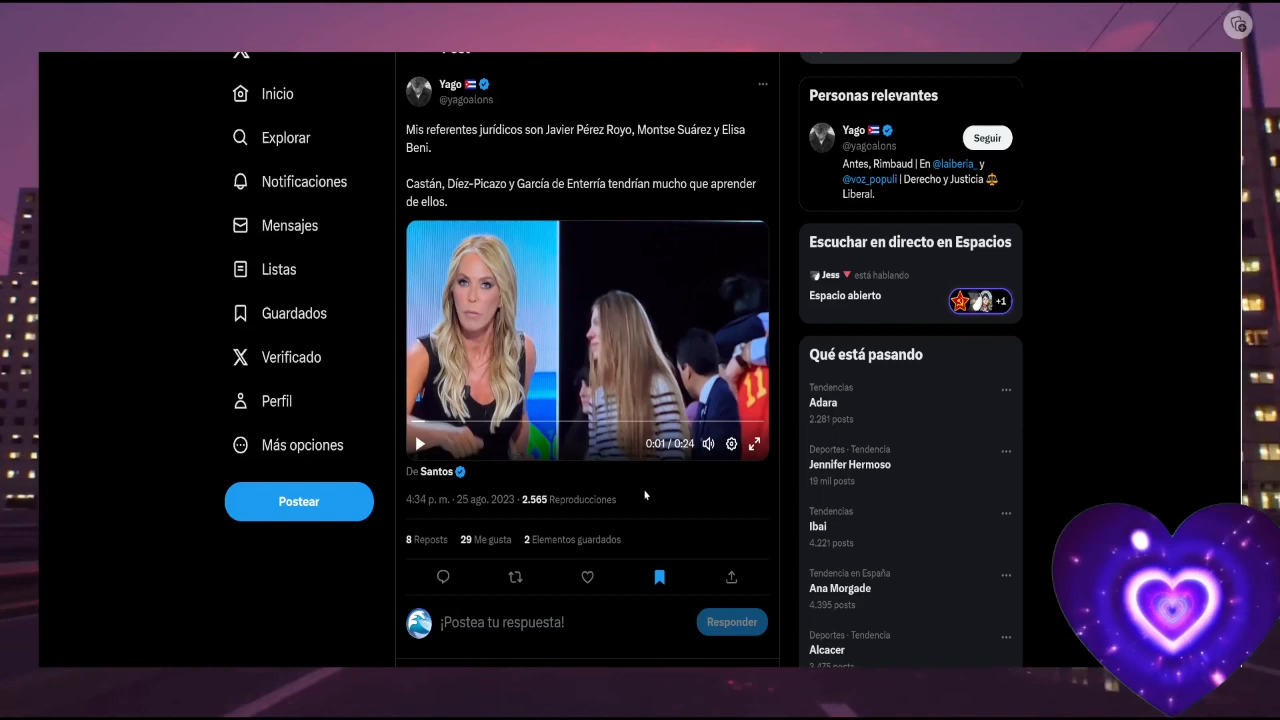 Inicio
Explorar
Notificaciones
Mensajes
Listas
Guardados
Verificado
Perfil
Más opciones
Postear
Yago
@yagoalons
Mis referentes jurídicos son Javier Pérez Royo, Montse Suárez y Elisa
Beni.
Castán, Díez-Picazo y García de Enterría tendrían mucho que aprender
de ellos.
11
0:01 / 0:24
De Santos
4:34 p. m. · 25 ago. 2023 · 2.565 Reproducciones
8 Reposts 29 Me gusta 2 Elementos guardados
¡Postea tu respuesta!
Responder
Personas relevantes
Yago
@yagoalons
Seguir
Antes, Rimbaud | En @laiberia_ y
@voz_populi | Derecho y Justicia
Liberal.
Escuchar en directo en Espacios
Jess está hablando
Espacio abierto
+1
Qué está pasando
Tendencias
Adara
2.281 posts
Deportes · Tendencia
Jennifer Hermoso
19 mil posts
Tendencias
Ibai
4.221 posts
Tendencia en España
Ana Morgade
4.395 posts
Deportes · Tendencia
Alcacer